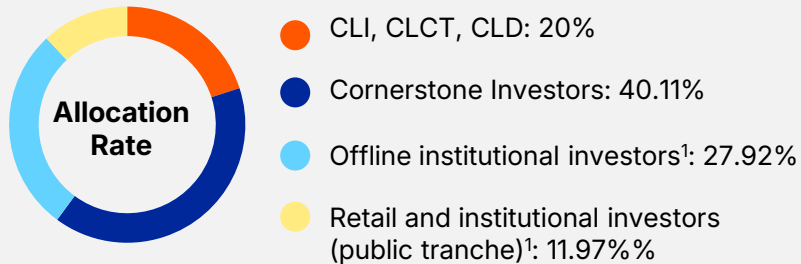 Allocation
Rate
CLI, CLCT, CLD: 20%
Cornerstone Investors: 40.11%
Offline institutional investors¹: 27.92%
Retail and institutional investors
(public tranche)¹: 11.97%%